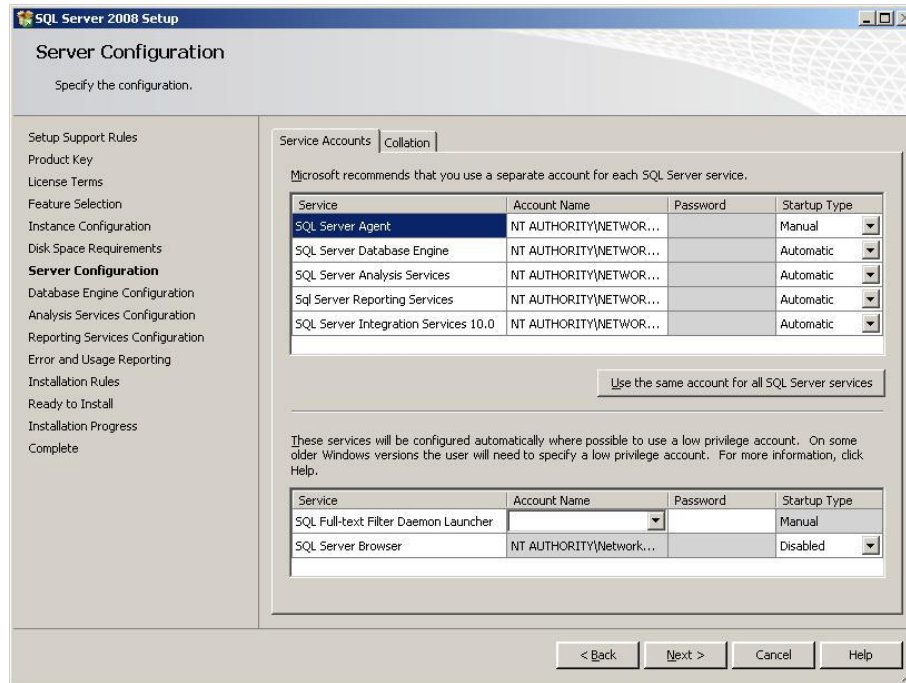 SQL Server 2008 Setup
Server Configuration
Specify the configuration.
Setup Support Rules
Product Key
License Terms
Feature Selection
Instance Configuration
Disk Space Requirements
Server Configuration
Database Engine Configuration
Analysis Services Configuration
Reporting Services Configuration
Error and Usage Reporting
Installation Rules
Ready to Install
Installation Progress
Complete
Service Accounts Collation
Microsoft recommends that you use a separate account for each SQL Server service.
Service Account Name Password Startup Type
SQL Server Agent NT AUTHORITY\NETWOR... Manual
SQL Server Database Engine NT AUTHORITY\NETWOR... Automatic
SQL Server Analysis Services NT AUTHORITY\NETWOR... Automatic
Sql Server Reporting Services NT AUTHORITY\NETWOR... Automatic
SQL Server Integration Services 10.0 NT AUTHORITY\NETWOR... Automatic
Use the same account for all SQL Server services
These services will be configured automatically where possible to use a low privilege account. On some
older Windows versions the user will need to specify a low privilege account. For more information, click
Help.
Service Account Name Password Startup Type
SQL Full-text Filter Daemon Launcher Manual
SQL Server Browser NT AUTHORITY\Network... Disabled
< Back Next > Cancel Help